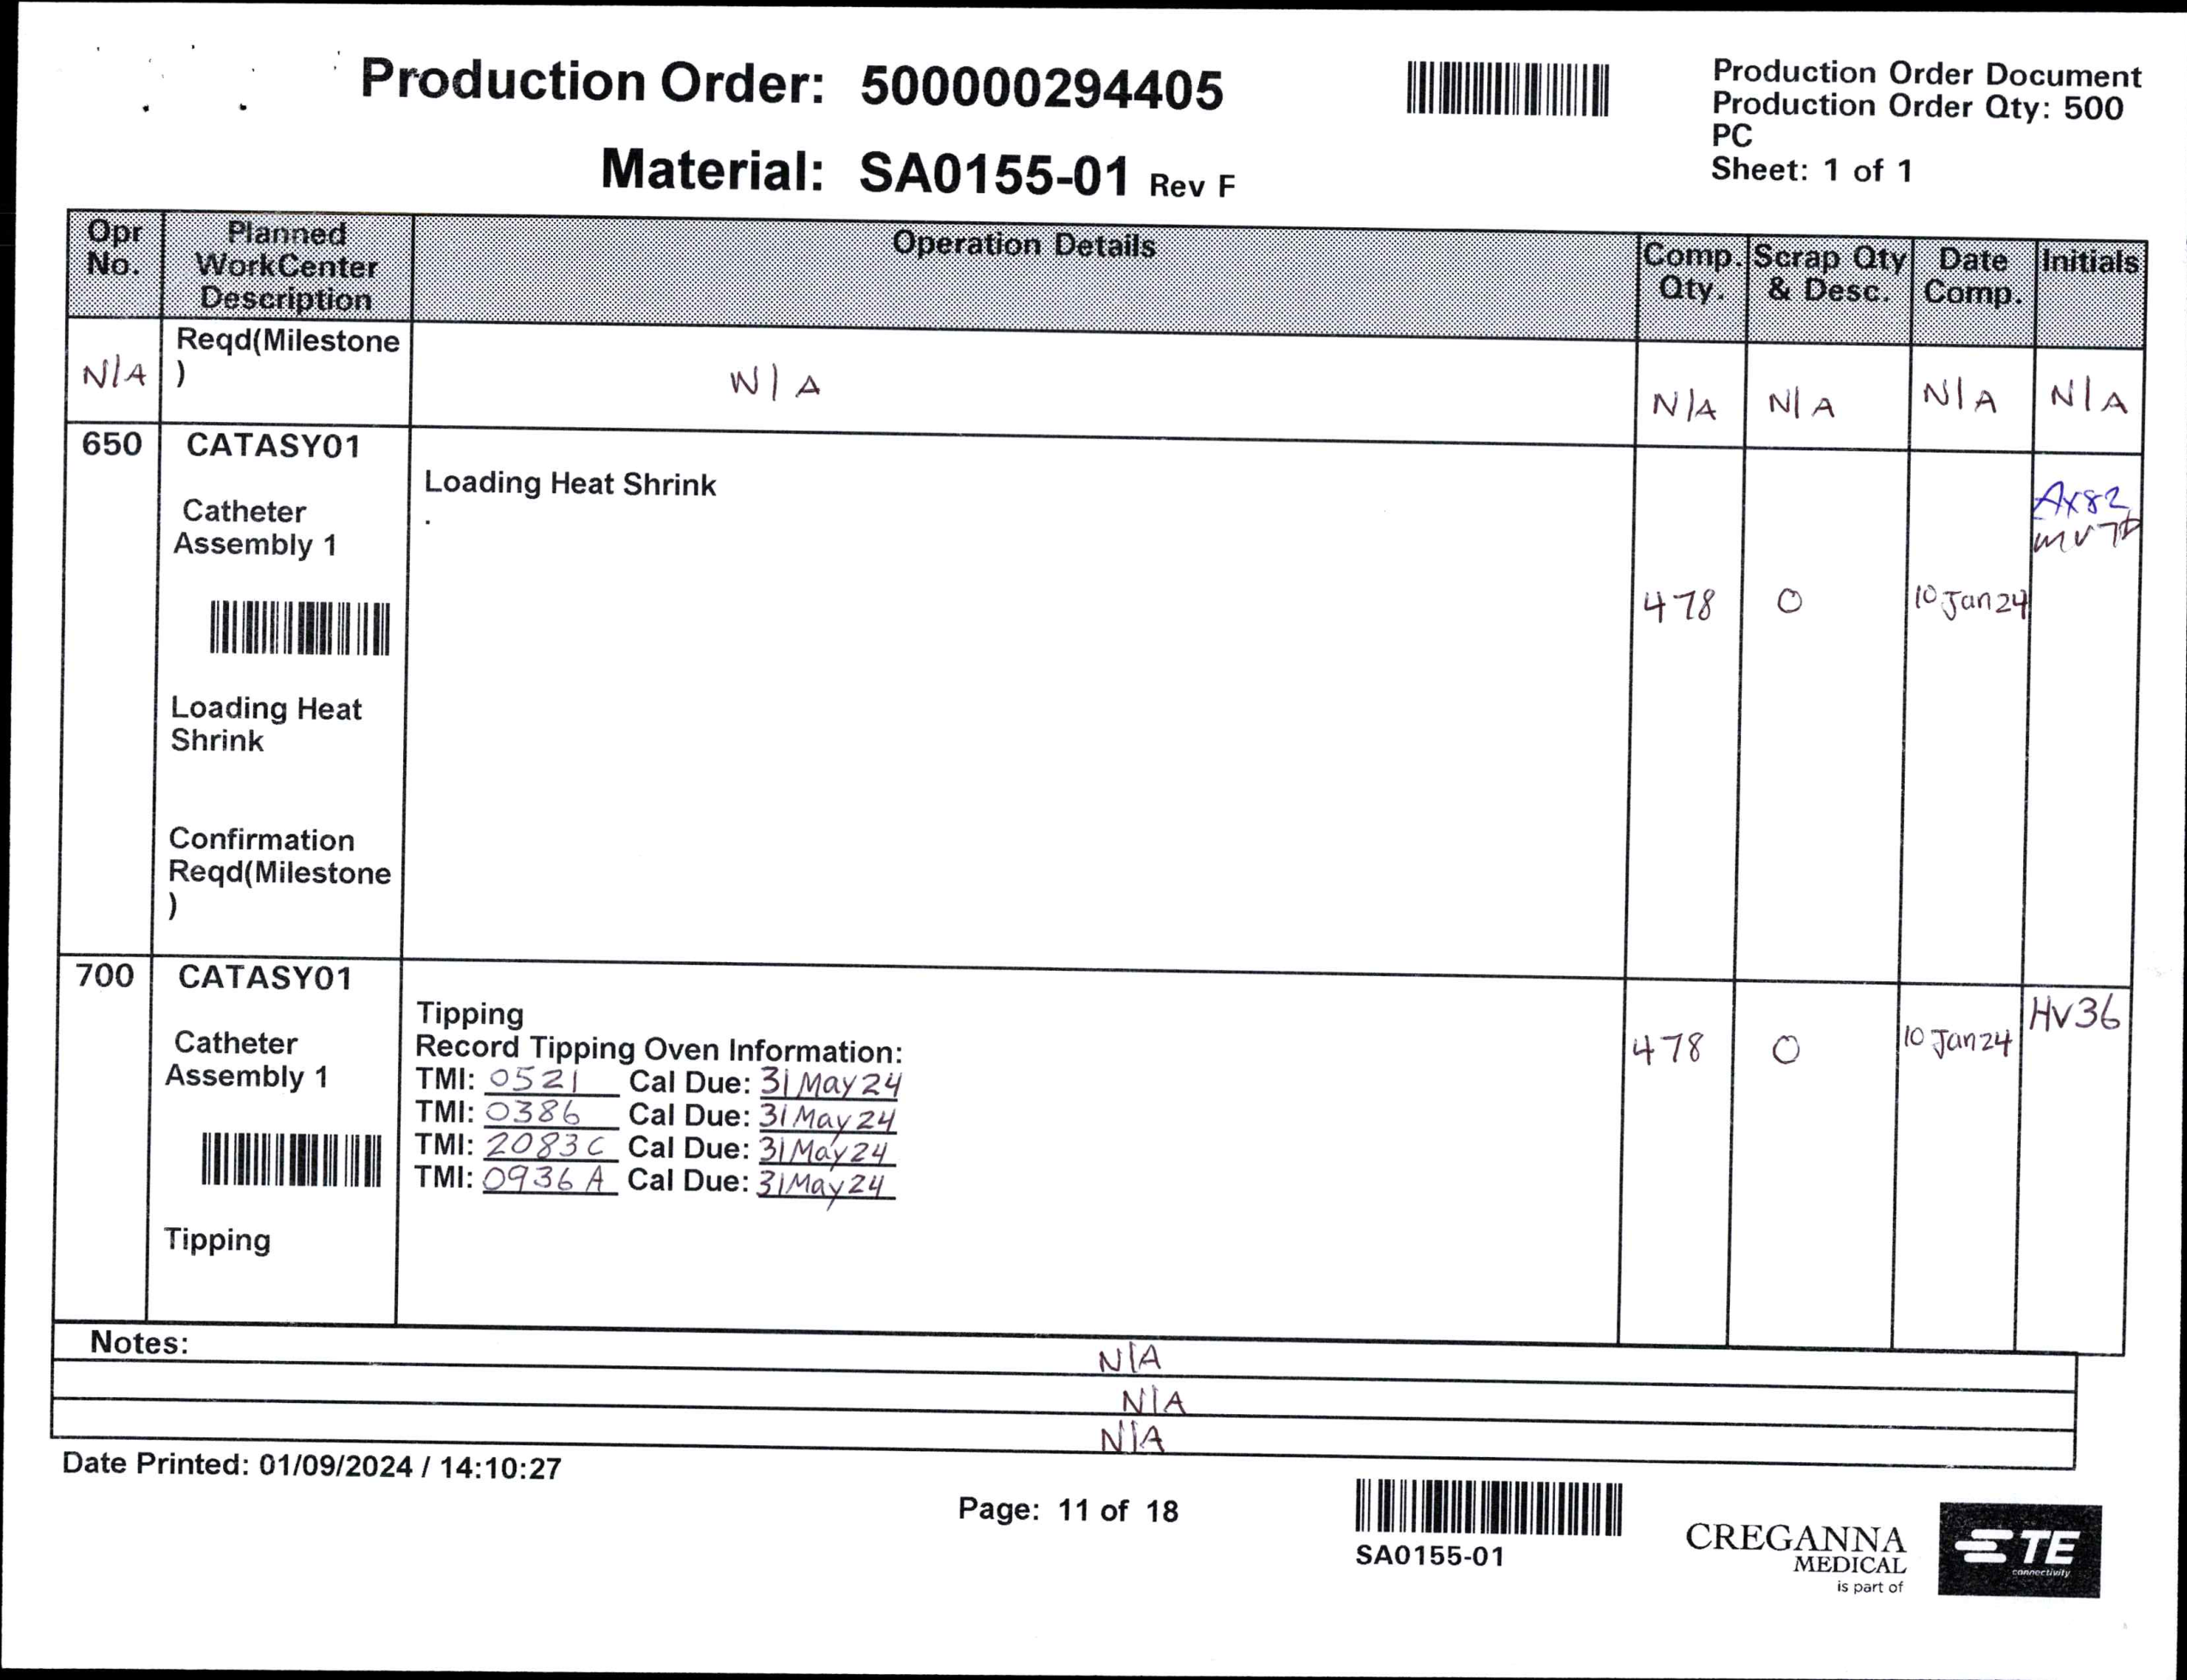 Production Order: 500000294405
Material: SA0155-01 Rev F
Production Order Document
Production Order Qty: 500
PC
Sheet: 1 of 1
Opr No. Planned WorkCenter Description Operation Details Comp. Qty. Scrap Qty & Desc. Date Comp. Initials
Reqd(Milestone
)
N/A N/A N/A N/A N/A N/A
650 CATASY01
Catheter
Assembly 1
Loading Heat
Shrink
Confirmation
Reqd(Milestone
)
Loading Heat Shrink
.
478 0 10 Jan 24
Ax82
700 CATASY01
Catheter
Assembly 1
Tipping
Tipping
Record Tipping Oven Information:
TMI: 0521 Cal Due: 31 May 24
TMI: 0386 Cal Due: 31 May 24
TMI: 2083C Cal Due: 31 May 24
TMI: 0936A Cal Due: 31 May 24
478 0 10 Jan 24 Hv36
Notes:
N/A
N/A
N/A
Date Printed: 01/09/2024 / 14:10:27
Page: 11 of 18
SA0155-01
CREGANNA
MEDICAL
is part of
TE
connectivity